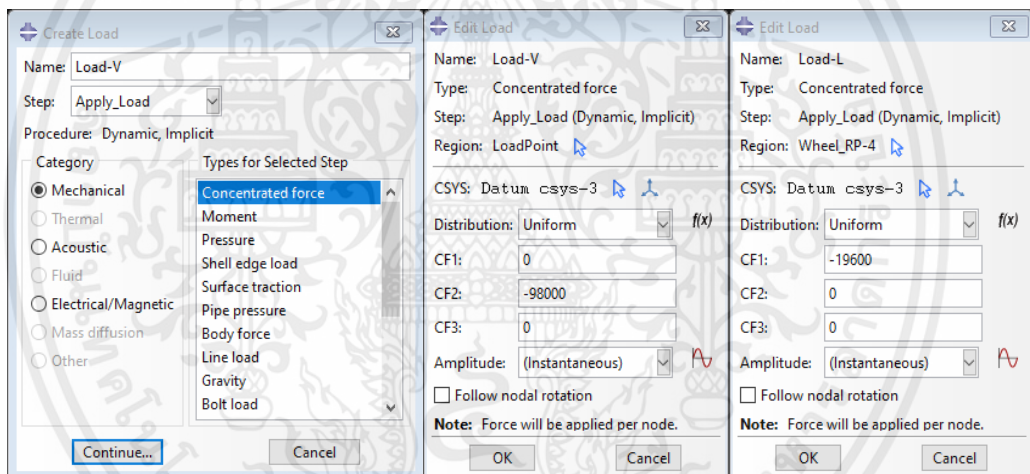 Create Load
Name: Load-V
Step: Apply_Load
Procedure: Dynamic, Implicit
Category
Mechanical
Thermal
Acoustic
Fluid
Electrical/Magnetic
Mass diffusion
Other
Types for Selected Step
Concentrated force
Moment
Pressure
Shell edge load
Surface traction
Pipe pressure
Body force
Line load
Gravity
Bolt load
Continue... Cancel
Edit Load
Name: Load-V
Type: Concentrated force
Step: Apply_Load (Dynamic, Implicit)
Region: LoadPoint
CSYS: Datum csys-3
Distribution: Uniform f(x)
CF1: 0
CF2: -98000
CF3: 0
Amplitude: (Instantaneous)
Follow nodal rotation
Note: Force will be applied per node.
OK Cancel
Edit Load
Name: Load-L
Type: Concentrated force
Step: Apply_Load (Dynamic, Implicit)
Region: Wheel_RP-4
CSYS: Datum csys-3
Distribution: Uniform f(x)
CF1: -19600
CF2: 0
CF3: 0
Amplitude: (Instantaneous)
Follow nodal rotation
Note: Force will be applied per node.
OK Cancel